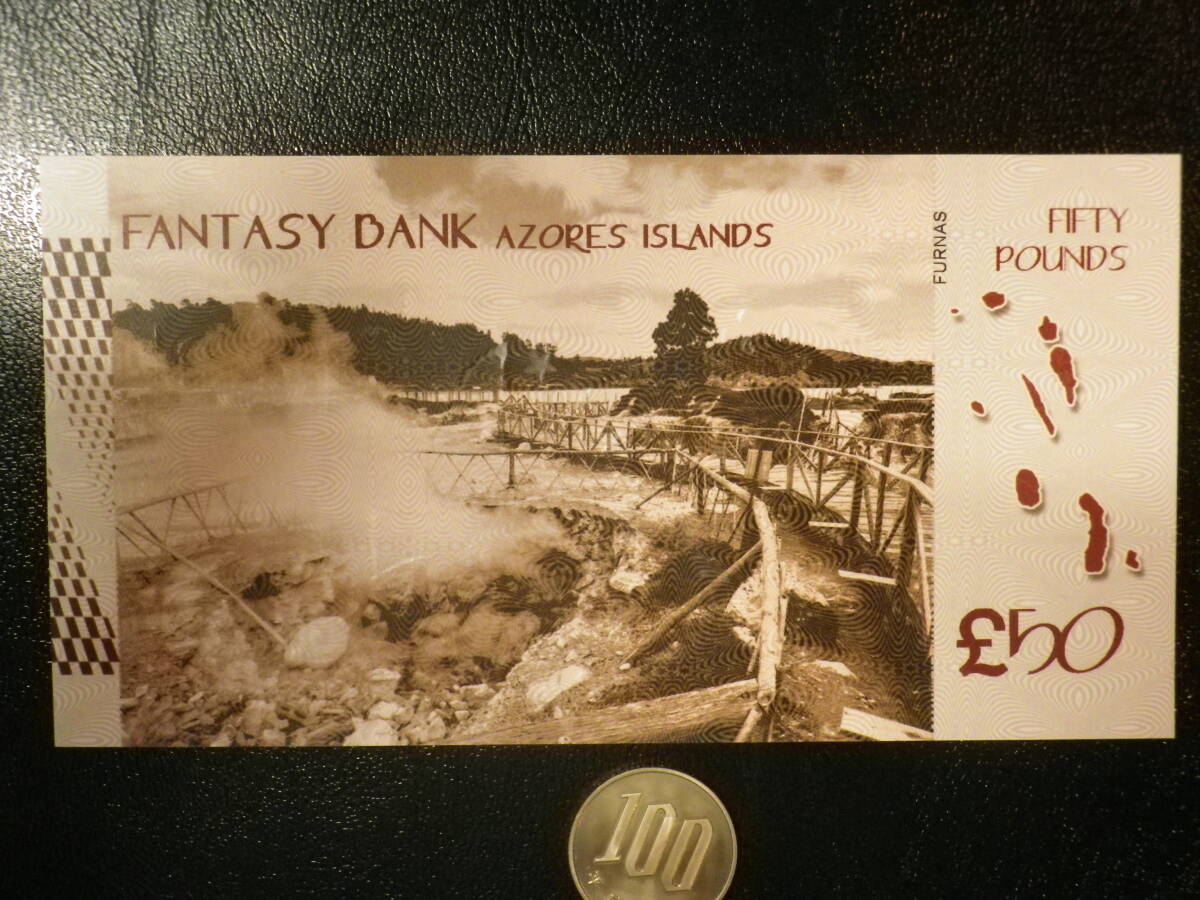 FANTASY BANK AZORES ISLANDS
FURNAS
FIFTY
POUNDS
£50
100